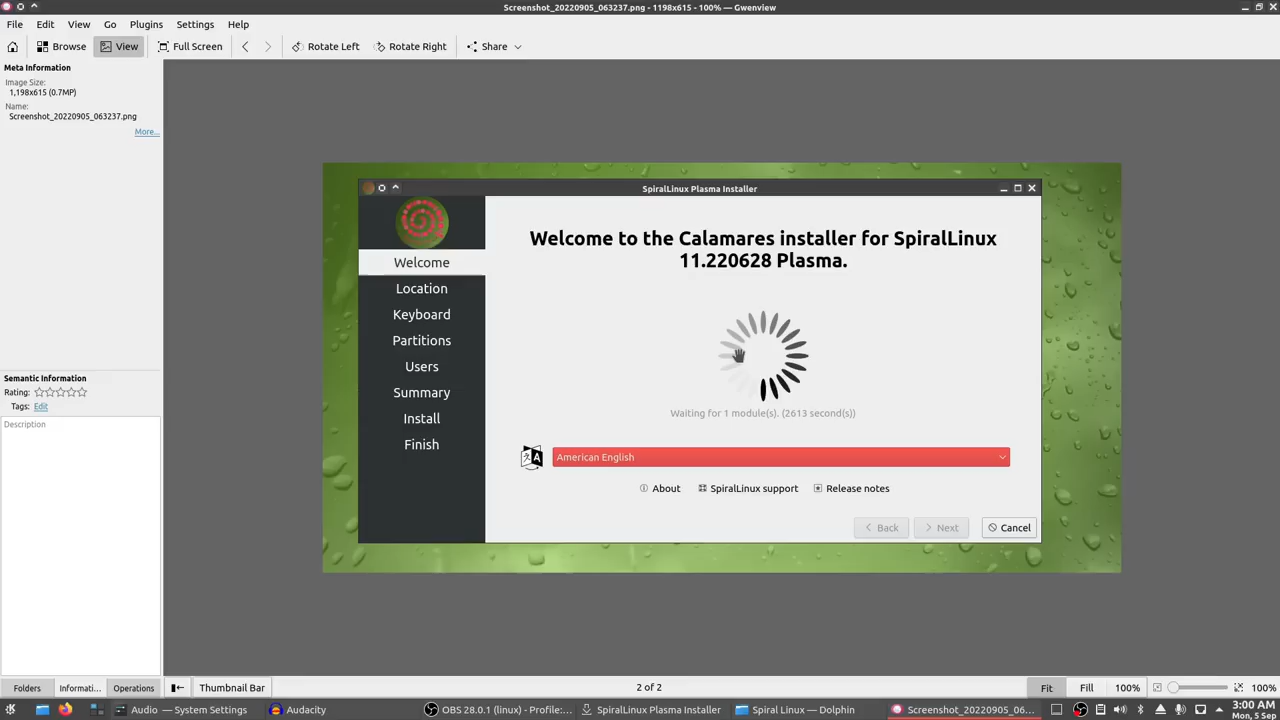 Screenshot_20220905_063237.png - 1198x615 - 100% — Gwenview
File Edit View Go Plugins Settings Help
Browse View Full Screen Rotate Left Rotate Right Share
Meta Information
Image Size:
1,198x615 (0.7MP)
Name:
Screenshot_20220905_063237.png
More...
SpiralLinux Plasma Installer
Welcome to the Calamares installer for SpiralLinux
11.220628 Plasma.
Welcome
Location
Keyboard
Partitions
Users
Summary
Install
Finish
Waiting for 1 module(s). (2613 second(s))
American English
About SpiralLinux support Release notes
Back Next Cancel
Semantic Information
Rating:
Tags: Edit
Description
Folders Informati... Operations Thumbnail Bar 2 of 2 Fit Fill 100% 100%
Audio — System Settings Audacity OBS 28.0.1 (linux) - Profile:... SpiralLinux Plasma Installer Spiral Linux — Dolphin Screenshot_20220905_06... 3:00 AM
Mon, 5 Sep